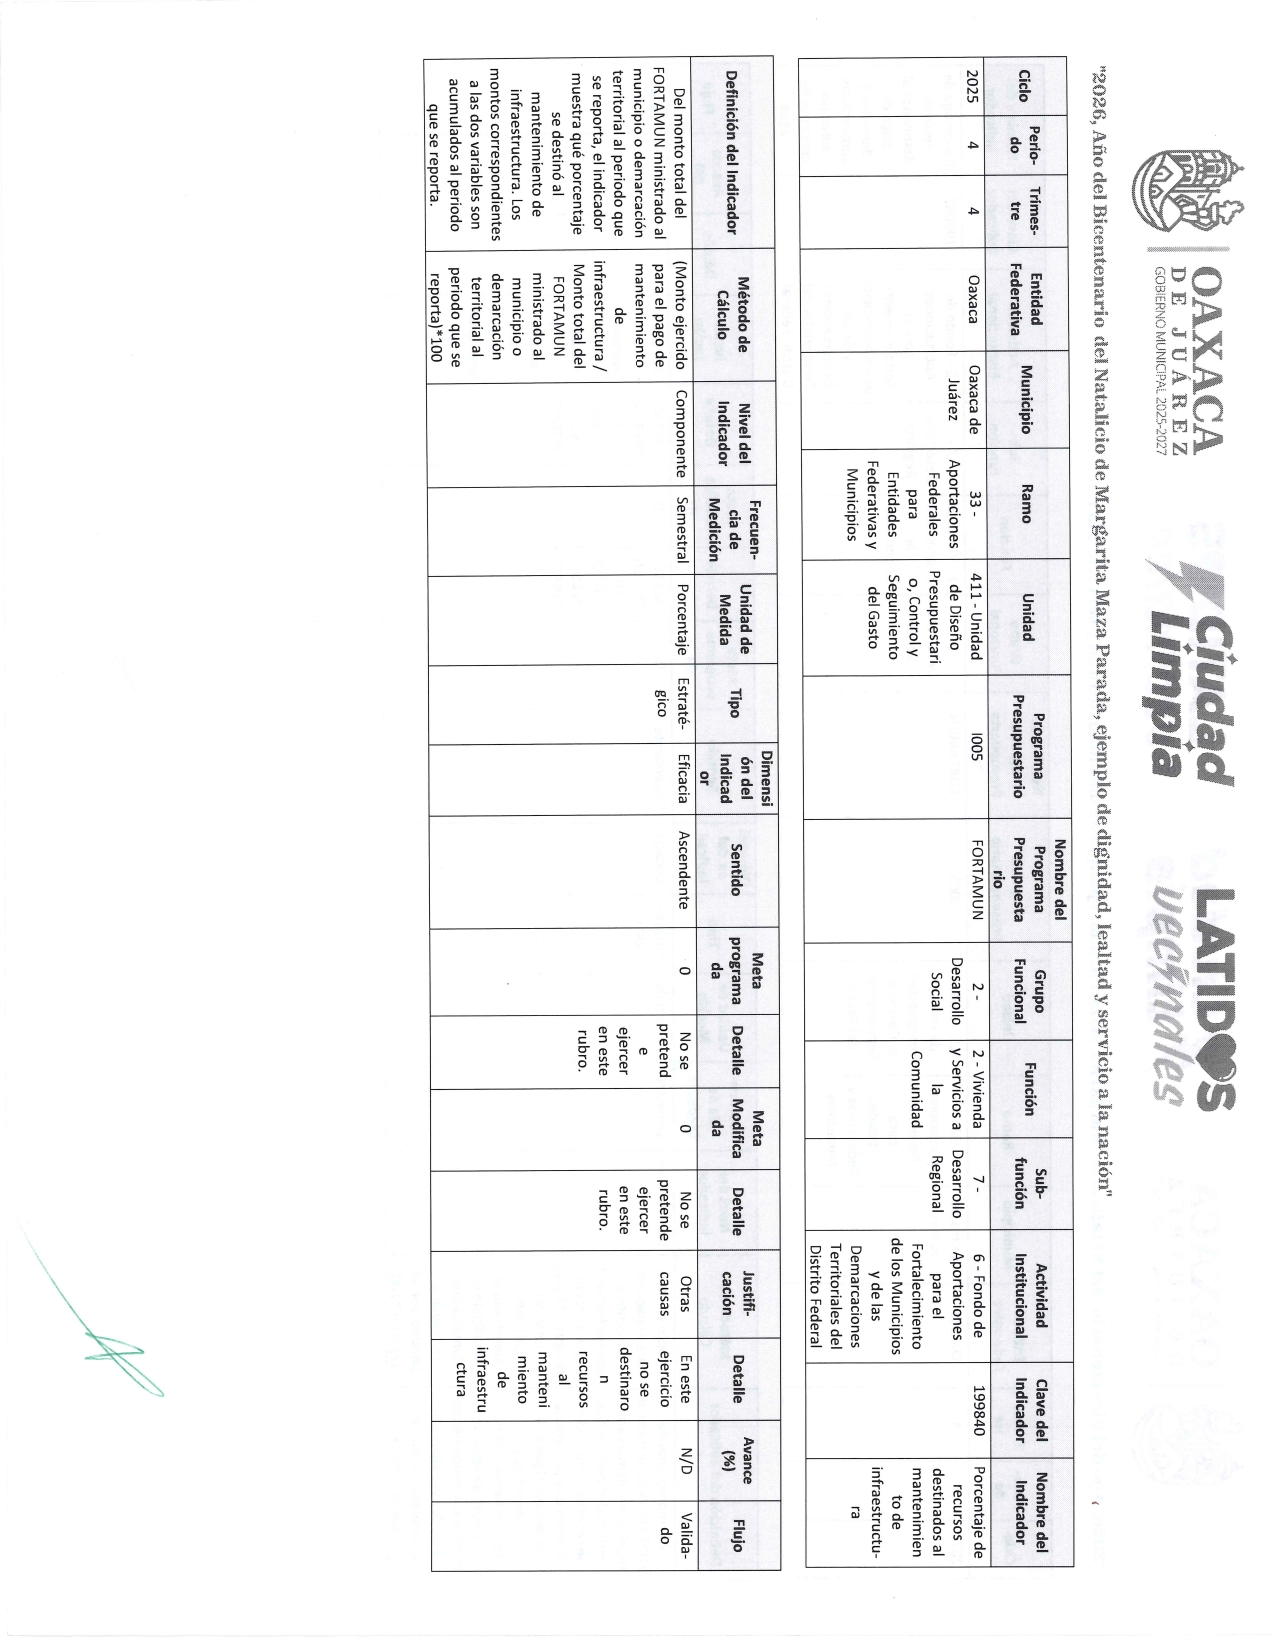 OAXACA
DE JUÁREZ
GOBIERNO MUNICIPAL 2025-2027
Ciudad
Limpia
LATIDOS
vecinales
"2026, Año del Bicentenario del Natalicio de Margarita Maza Parada, ejemplo de dignidad, lealtad y servicio a la nación"
Ciclo
Perio-
do
Trimes-
tre
Entidad
Federativa
Municipio
Ramo
Unidad
Programa
Presupuestario
Nombre del
Programa
Presupuesta
rio
Grupo
Funcional
Función
Sub-
función
Actividad
Institucional
Clave del
Indicador
Nombre del
Indicador
2025
4
4
Oaxaca
Oaxaca de
Juárez
33 -
Aportaciones
Federales
para
Entidades
Federativas y
Municipios
411 - Unidad
de Diseño
Presupuestari
o, Control y
Seguimiento
del Gasto
I005
FORTAMUN
2 -
Desarrollo
Social
2 - Vivienda
y Servicios a
la
Comunidad
7 -
Desarrollo
Regional
6 - Fondo de
Aportaciones
para el
Fortalecimiento
de los Municipios
y de las
Demarcaciones
Territoriales del
Distrito Federal
199840
Porcentaje de
recursos
destinados al
mantenimien
to de
infraestructu-
ra
Definición del Indicador
Método de
Cálculo
Nivel del
Indicador
Frecuen-
cia de
Medición
Unidad de
Medida
Tipo
Dimensi
ón del
Indicad
or
Sentido
Meta
programa
da
Detalle
Meta
Modifica
da
Detalle
Justifi-
cación
Detalle
Avance
(%)
Flujo
Del monto total del
FORTAMUN ministrado al
municipio o demarcación
territorial al periodo que
se reporta, el indicador
muestra qué porcentaje
se destinó al
mantenimiento de
infraestructura. Los
montos correspondientes
a las dos variables son
acumulados al periodo
que se reporta.
(Monto ejercido
para el pago de
mantenimiento
de
infraestructura /
Monto total del
FORTAMUN
ministrado al
municipio o
demarcación
territorial al
periodo que se
reporta)*100
Componente
Semestral
Porcentaje
Estraté-
gico
Eficacia
Ascendente
0
No se
pretend
e
ejercer
en este
rubro.
0
No se
pretende
ejercer
en este
rubro.
Otras
causas
En este
ejercicio
no se
destinaro
n
recursos
al
manteni
miento
de
infraestru
ctura
N/D
Valida-
do